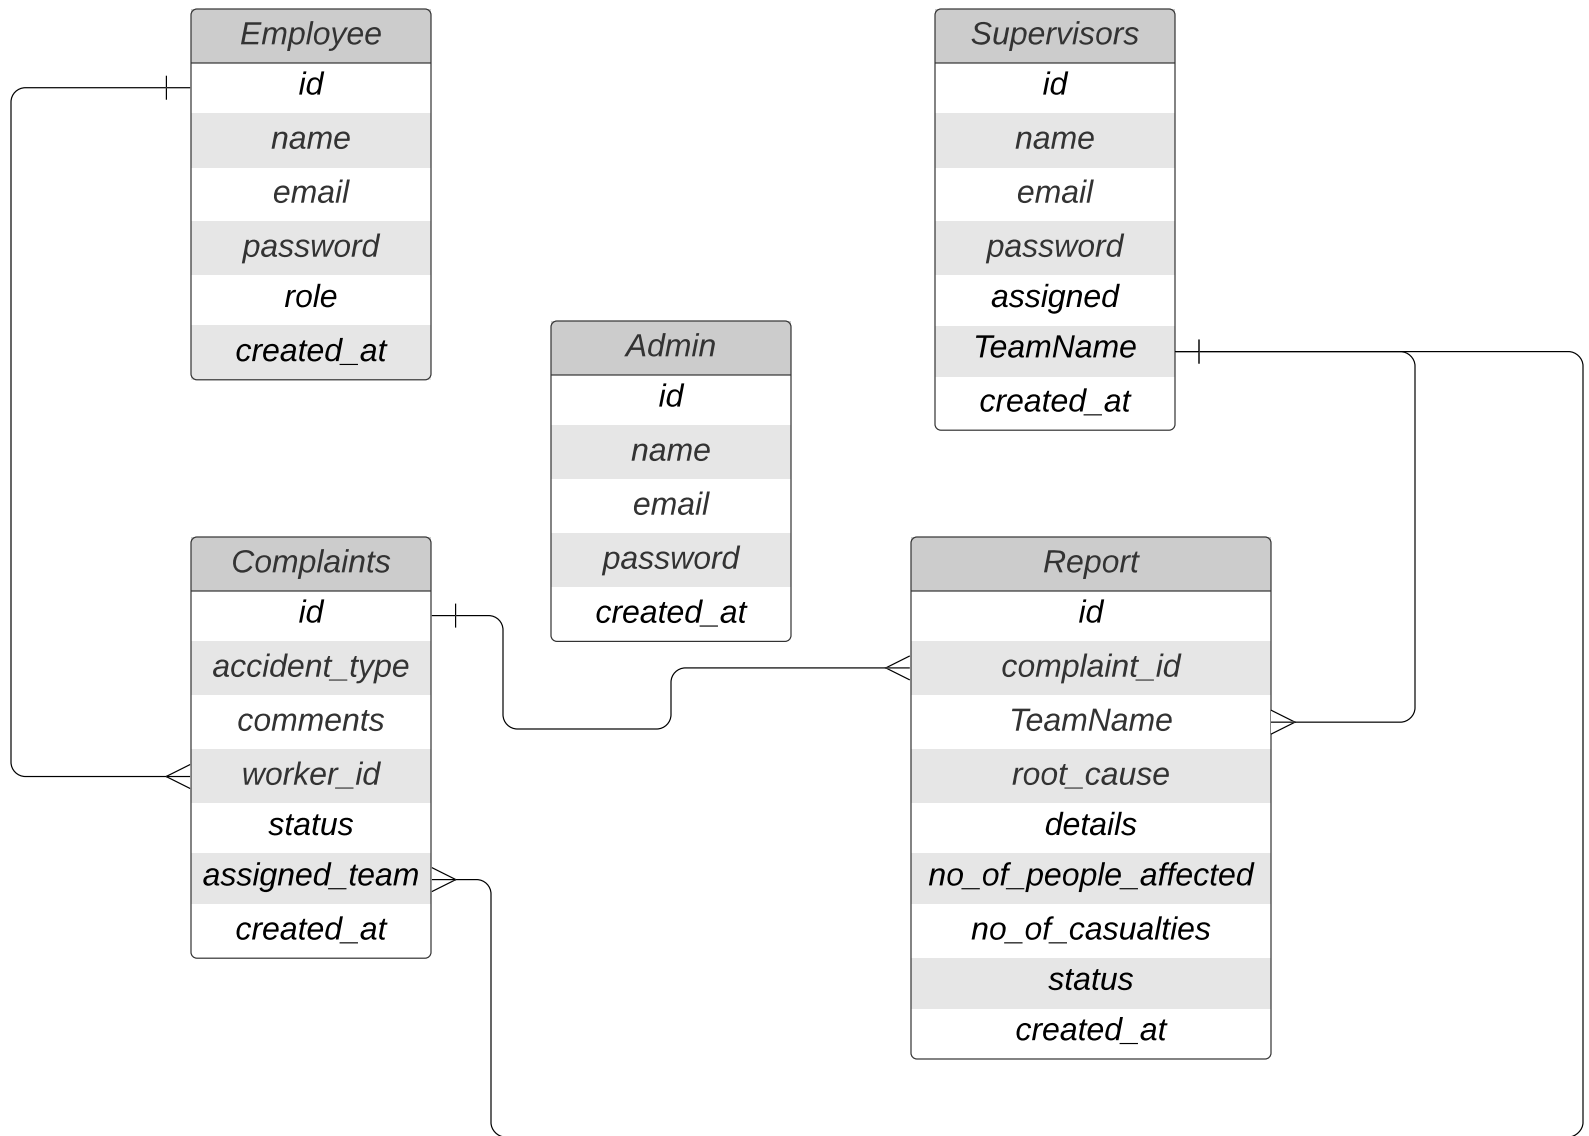 Employee
id
name
email
password
role
created_at
Supervisors
id
name
email
password
assigned
TeamName
created_at
Admin
id
name
email
password
created_at
Complaints
id
accident_type
comments
worker_id
status
assigned_team
created_at
Report
id
complaint_id
TeamName
root_cause
details
no_of_people_affected
no_of_casualties
status
created_at